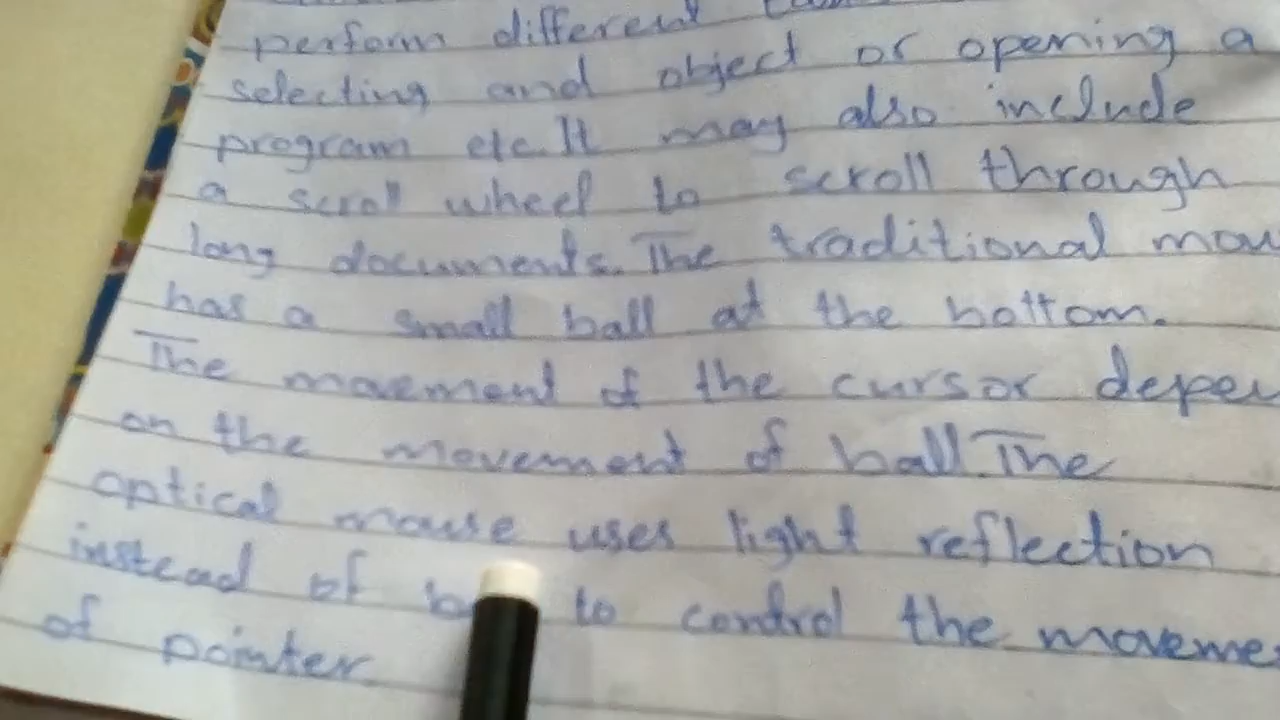 perform different
selecting and object or opening a
program etc. It may also include
a scroll wheel to scroll through
long documents. The traditional mou
has a small ball at the bottom.
The movement of the cursor depen
on the movement of ball. The
optical mouse uses light reflection
instead of to control the moveme
of pointer